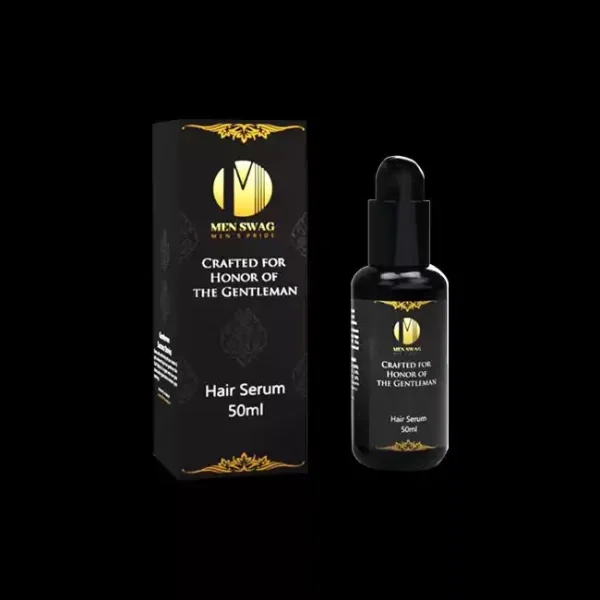 MEN SWAG
MEN'S PRIDE
CRAFTED FOR
HONOR OF
THE GENTLEMAN
Hair Serum
50ml
MEN SWAG
CRAFTED FOR
HONOR OF
THE GENTLEMAN
Hair Serum
50ml